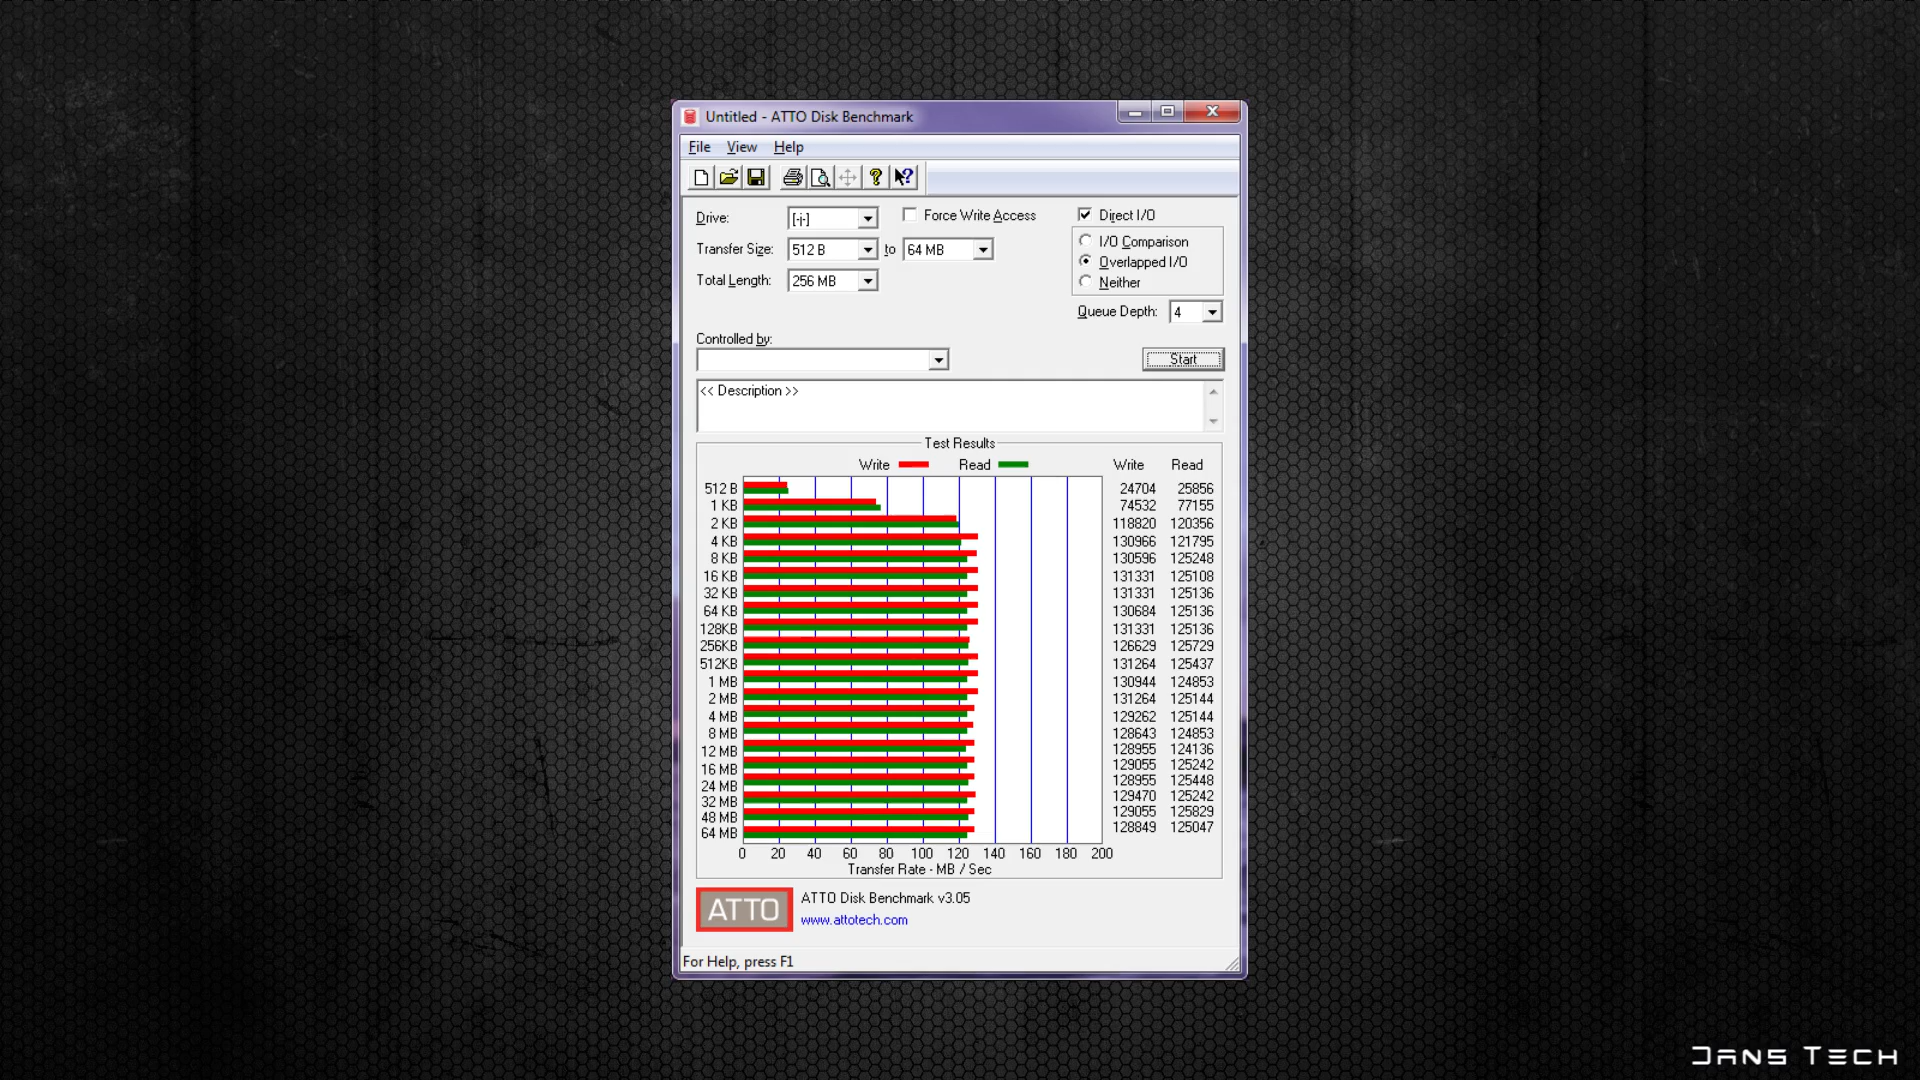 Untitled - ATTO Disk Benchmark
File View Help
Drive: [-j-] Force Write Access Direct I/O
Transfer Size: 512 B to 64 MB I/O Comparison
Overlapped I/O
Total Length: 256 MB Neither
Queue Depth: 4
Controlled by:
Start
<< Description >>
Test Results
Write Read Write Read
512 B 24704 25856
1 KB 74532 77155
2 KB 118820 120356
4 KB 130966 121795
8 KB 130596 125248
16 KB 131331 125108
32 KB 131331 125136
64 KB 130684 125136
128KB 131331 125136
256KB 126629 125729
512KB 131264 125437
1 MB 130944 124853
2 MB 131264 125144
4 MB 129262 125144
8 MB 128643 124853
12 MB 128955 124136
16 MB 129055 125242
24 MB 128955 125448
32 MB 129470 125242
48 MB 129055 125829
64 MB 128849 125047
0 20 40 60 80 100 120 140 160 180 200
Transfer Rate - MB / Sec
ATTO ATTO Disk Benchmark v3.05
www.attotech.com
For Help, press F1
Dans Tech